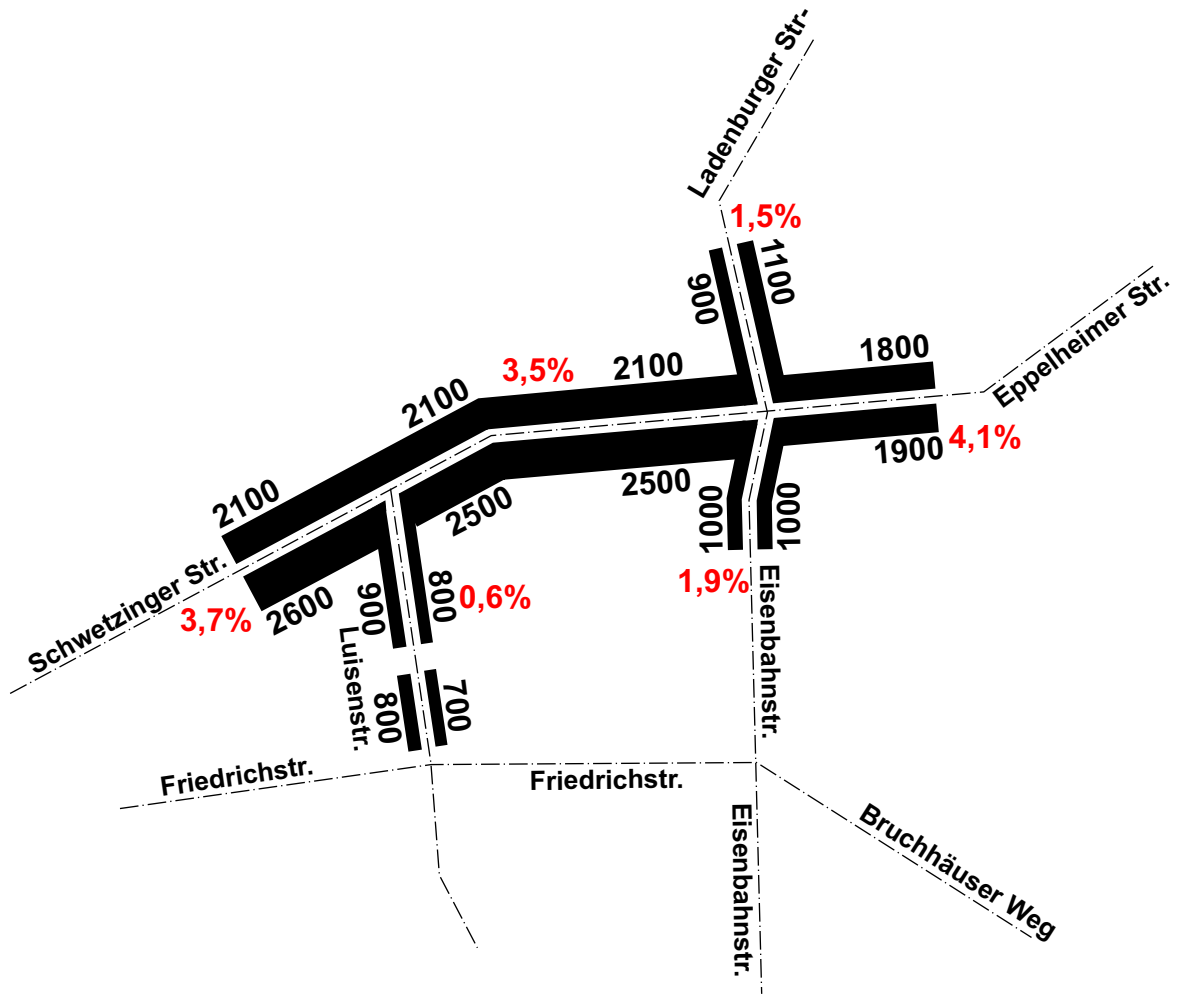 Ladenburger Str-
1,5%
1100
900
Eppelheimer Str.
1800
2100
3,5%
2100
4,1%
1900
2100
2500
2500
1000
1000
Schwetzinger Str.
3,7%
2600
900
800
0,6%
1,9%
Eisenbahnstr.
Luisenstr.
800
700
Friedrichstr.
Friedrichstr.
Eisenbahnstr.
Bruchhäuser Weg